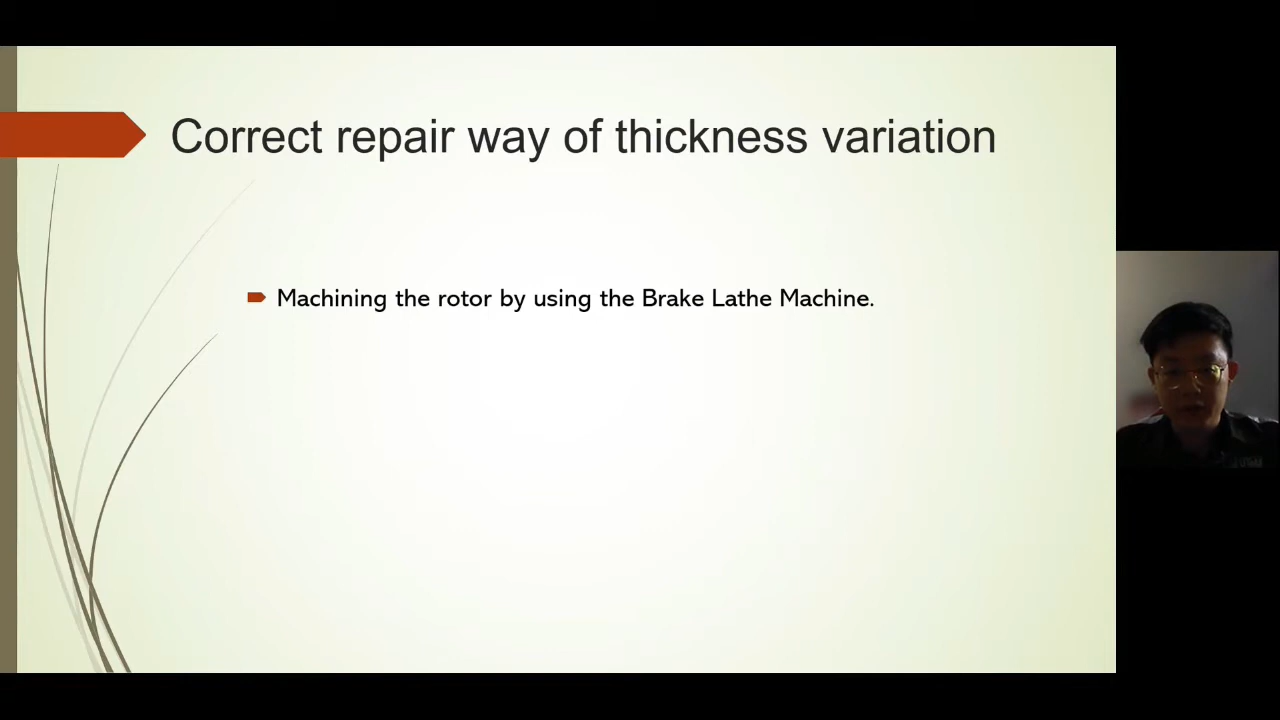 Correct repair way of thickness variation
Machining the rotor by using the Brake Lathe Machine.